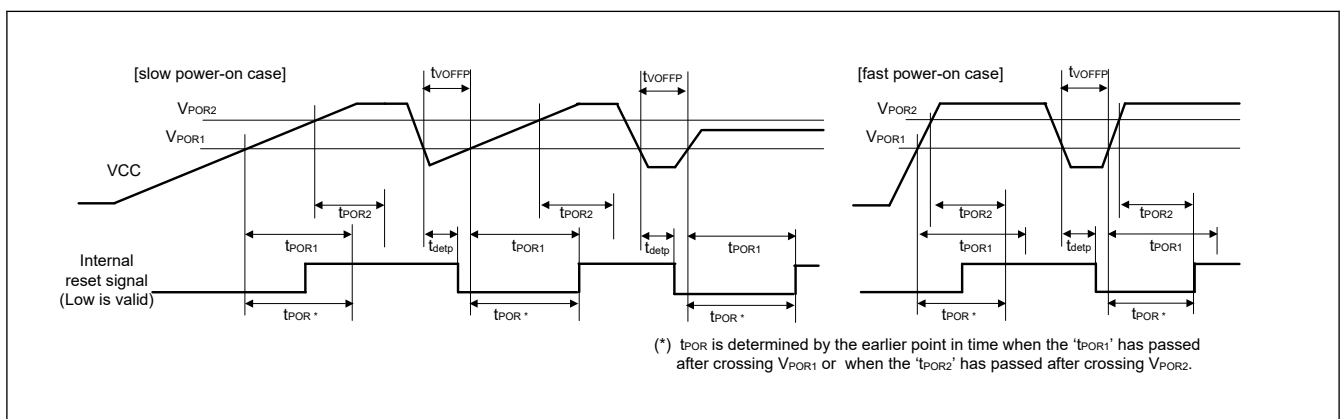 [slow power-on case]
tVOFFP
tVOFFP
[fast power-on case]
tVOFFP
VPOR2
VPOR1
VCC
VPOR2
VPOR1
tPOR2
tPOR2
tPOR2
tPOR2
tPOR1
tdetp
tPOR1
tdetp
tPOR1
tPOR1
tdetp
tPOR1
Internal
reset signal
(Low is valid)
tPOR *
tPOR *
tPOR *
tPOR *
tPOR *
(*) tPOR is determined by the earlier point in time when the ‘tPOR1’ has passed
after crossing VPOR1 or when the ‘tPOR2’ has passed after crossing VPOR2.